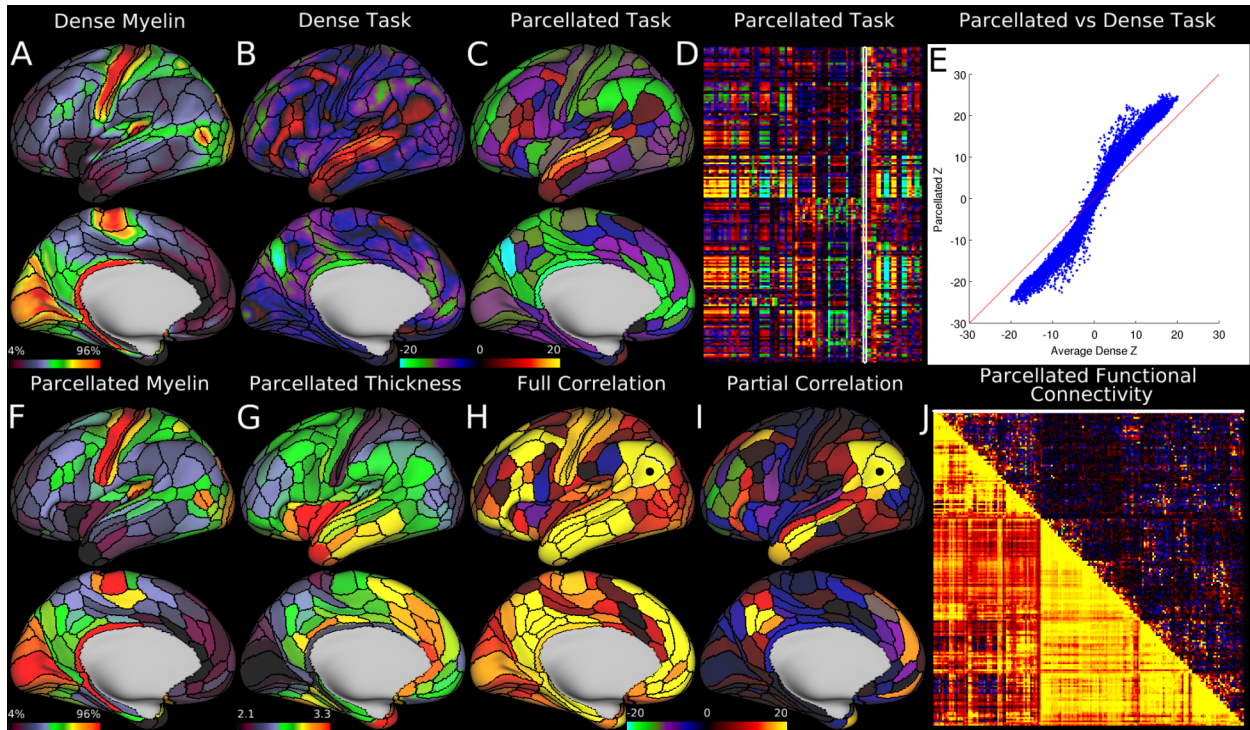 Dense Myelin
Dense Task
Parcellated Task
Parcellated Task
Parcellated vs Dense Task
A
B
C
D
E
30
20
10
0
-10
-20
-30
Parcellated Z
-30
-20
-10
0
10
20
30
Average Dense Z
4%
96%
-20
0
20
Parcellated Myelin
Parcellated Thickness
Full Correlation
Partial Correlation
Parcellated Functional
Connectivity
F
G
H
I
J
4%
96%
2.1
3.3
-20
0
20